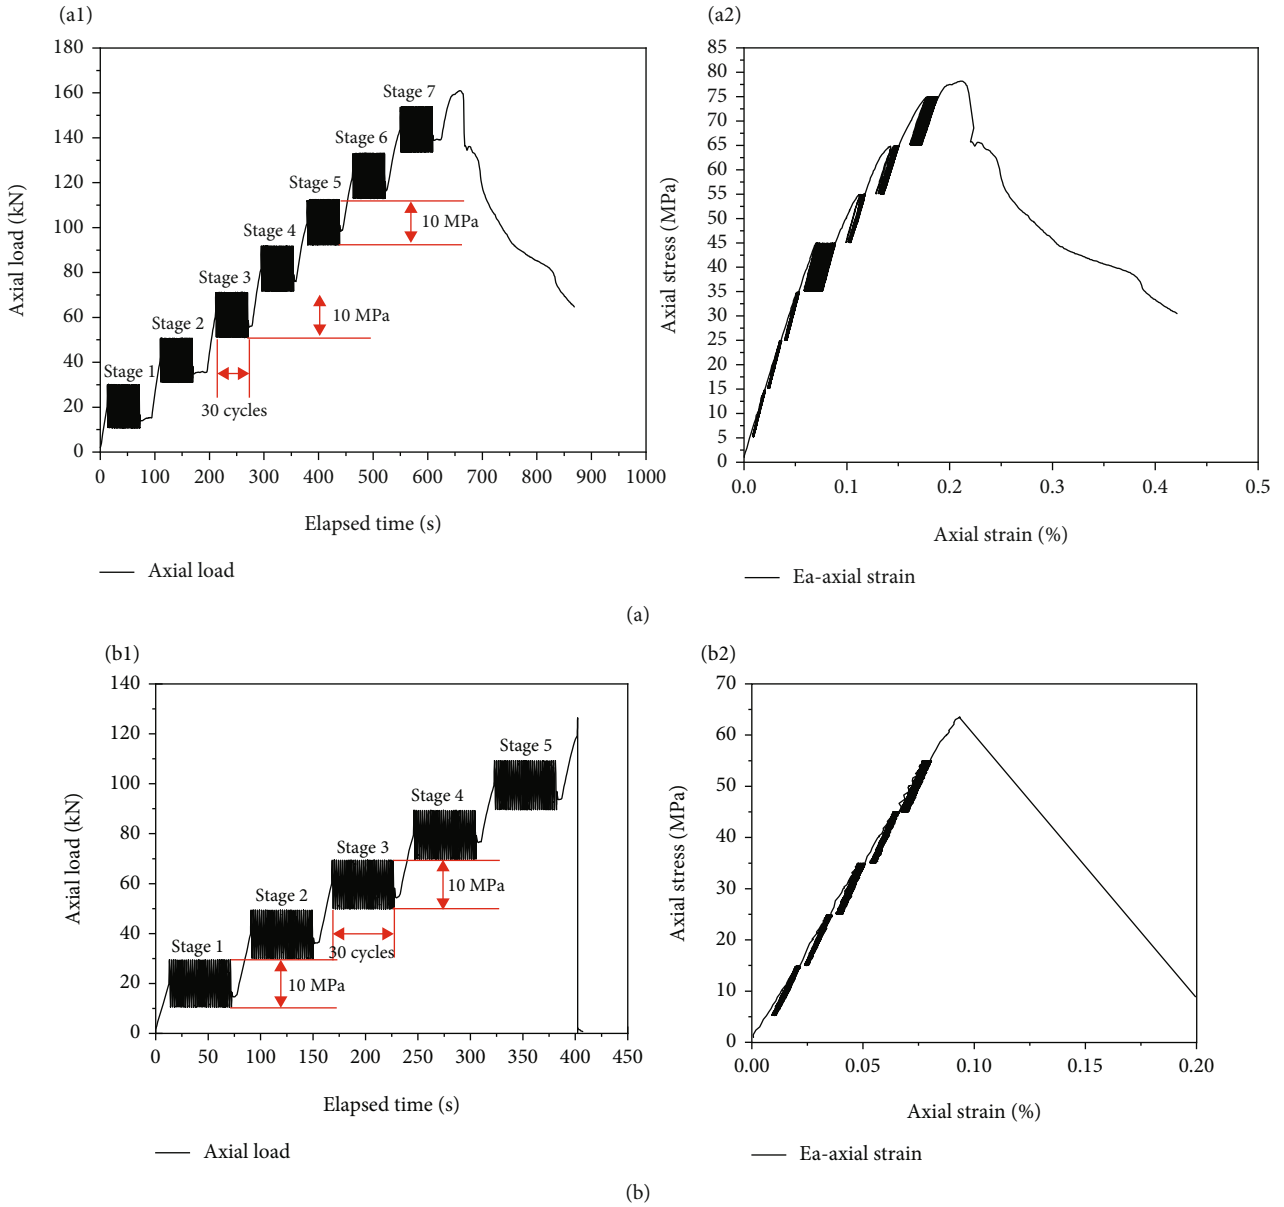 (a1)
180
160
140
120
100
80
60
40
20
0
Axial load (kN)
Stage 1
Stage 2
Stage 3
Stage 4
Stage 5
Stage 6
Stage 7
10 MPa
10 MPa
30 cycles
0 100 200 300 400 500 600 700 800 900 1000
Elapsed time (s)
Axial load
(a2)
85
80
75
70
65
60
55
50
45
40
35
30
25
20
15
10
5
0
Axial stress (MPa)
0.0 0.1 0.2 0.3 0.4 0.5
Axial strain (%)
Ea-axial strain
(a)
(b1)
140
120
100
80
60
40
20
0
Axial load (kN)
Stage 1
Stage 2
Stage 3
Stage 4
Stage 5
10 MPa
10 MPa
30 cycles
0 50 100 150 200 250 300 350 400 450
Elapsed time (s)
Axial load
(b2)
70
60
50
40
30
20
10
0
Axial stress (MPa)
0.00 0.05 0.10 0.15 0.20
Axial strain (%)
Ea-axial strain
(b)